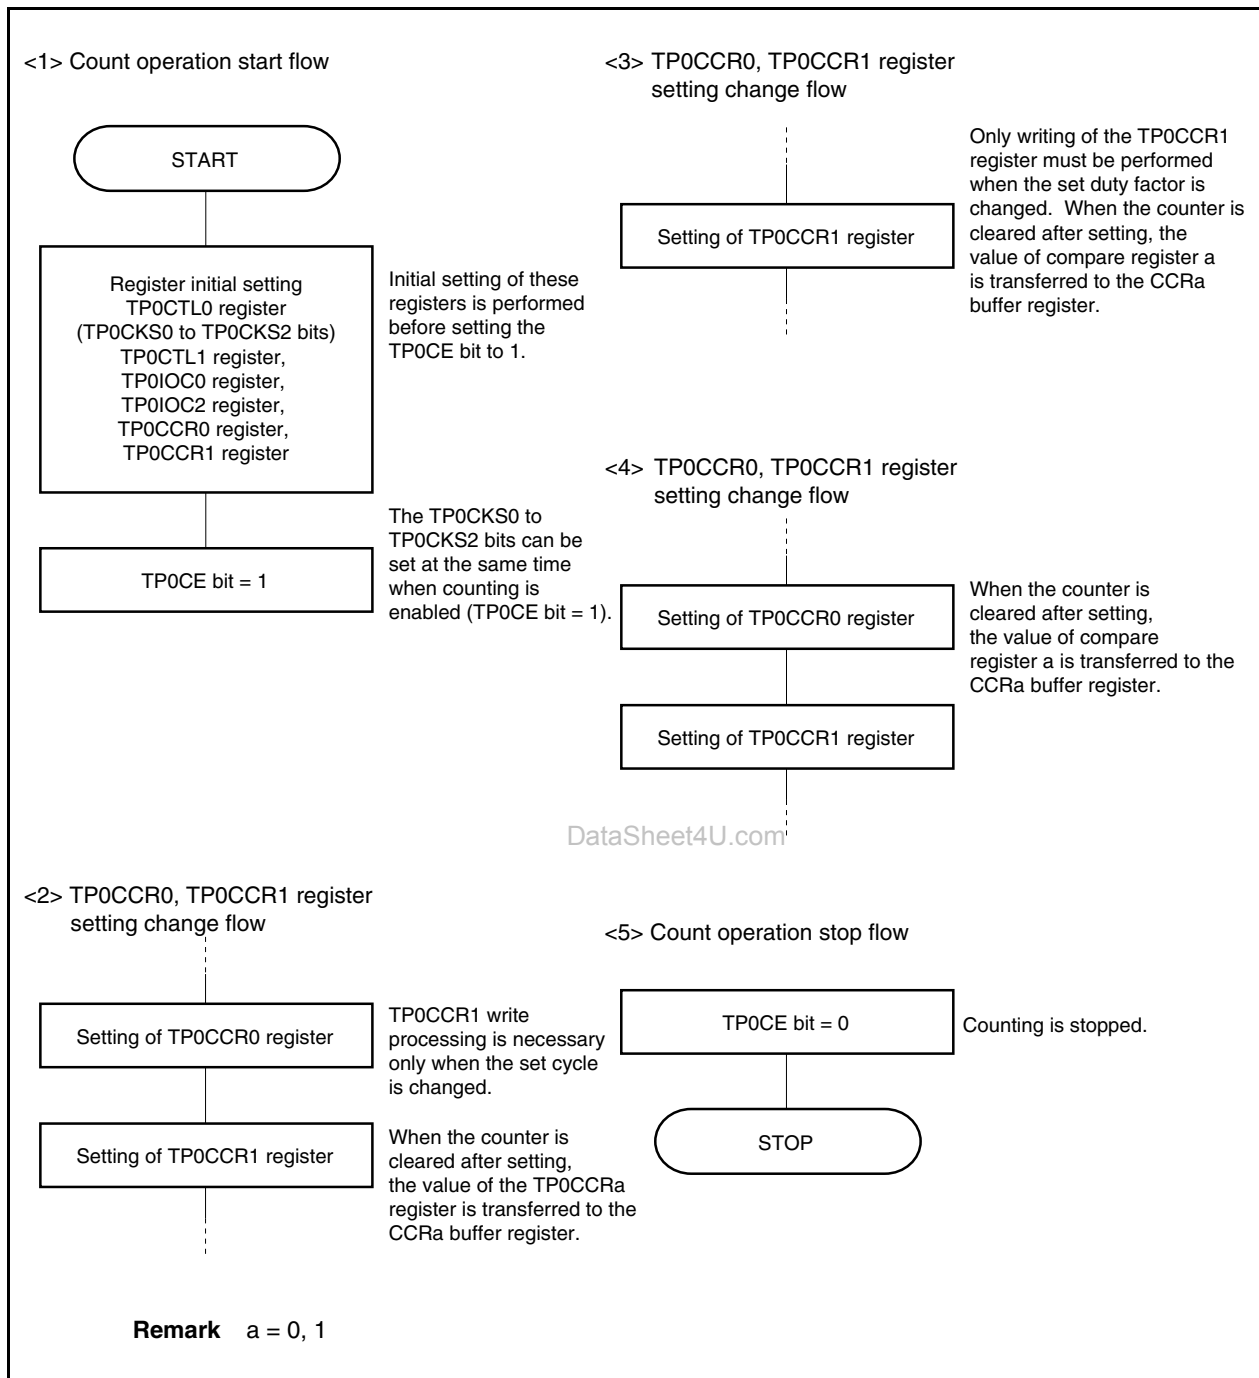 <1> Count operation start flow
START
Register initial setting
TP0CTL0 register
(TP0CKS0 to TP0CKS2 bits)
TP0CTL1 register,
TP0IOC0 register,
TP0IOC2 register,
TP0CCR0 register,
TP0CCR1 register
Initial setting of these
registers is performed
before setting the
TP0CE bit to 1.
TP0CE bit = 1
The TP0CKS0 to
TP0CKS2 bits can be
set at the same time
when counting is
enabled (TP0CE bit = 1).
<2> TP0CCR0, TP0CCR1 register
setting change flow
Setting of TP0CCR0 register
TP0CCR1 write
processing is necessary
only when the set cycle
is changed.
Setting of TP0CCR1 register
When the counter is
cleared after setting,
the value of the TP0CCRa
register is transferred to the
CCRa buffer register.
<3> TP0CCR0, TP0CCR1 register
setting change flow
Setting of TP0CCR1 register
Only writing of the TP0CCR1
register must be performed
when the set duty factor is
changed. When the counter is
cleared after setting, the
value of compare register a
is transferred to the CCRa
buffer register.
<4> TP0CCR0, TP0CCR1 register
setting change flow
Setting of TP0CCR0 register
When the counter is
cleared after setting,
the value of compare
register a is transferred to the
CCRa buffer register.
Setting of TP0CCR1 register
DataSheet4U.com
<5> Count operation stop flow
TP0CE bit = 0
Counting is stopped.
STOP
Remark a = 0, 1